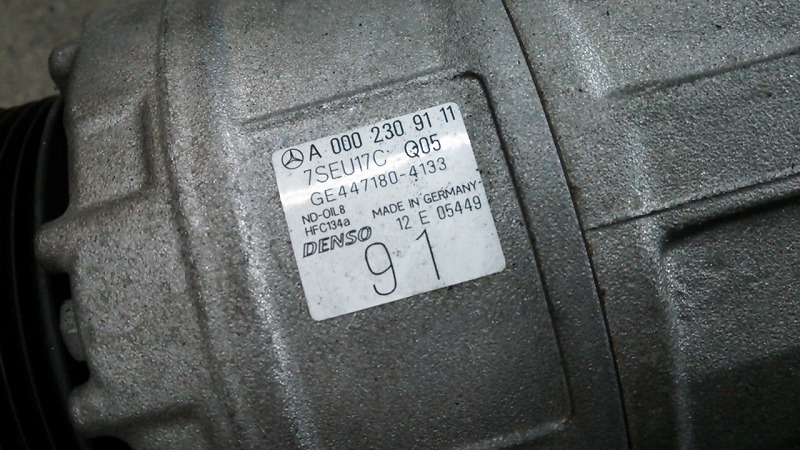 A 000 230 91 11
7SEU17C Q05
GE447180-4133
ND-OIL8
HFC134a MADE IN GERMANY
DENSO 12 E 05449
91